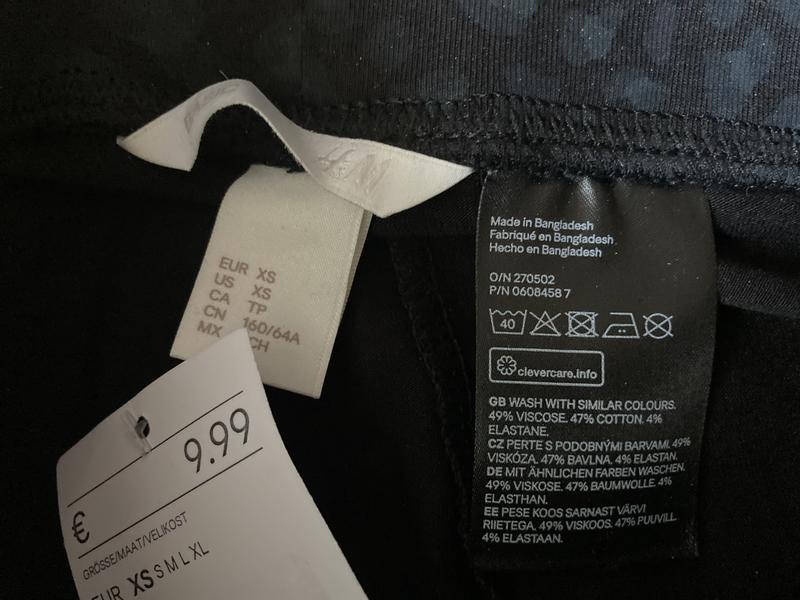 H&M
EUR XS
US XS
CA TP
CN 160/64A
MX CH
9.99
€
GRÖSSE/MAAT/VELIKOST
EUR XS S M L XL
Made in Bangladesh
Fabriqué en Bangladesh
Hecho en Bangladesh
O/N 270502
P/N 0608458 7
40
clevercare.info
GB WASH WITH SIMILAR COLOURS.
49% VISCOSE. 47% COTTON. 4%
ELASTANE.
CZ PERTE S PODOBNÝMI BARVAMI. 49%
VISKÓZA. 47% BAVLNA. 4% ELASTAN.
DE MIT ÄHNLICHEN FARBEN WASCHEN.
49% VISKOSE. 47% BAUMWOLLE. 4%
ELASTHAN.
EE PESE KOOS SARNAST VÄRVI
RIIETEGA. 49% VISKOOS. 47% PUUVILL.
4% ELASTAAN.